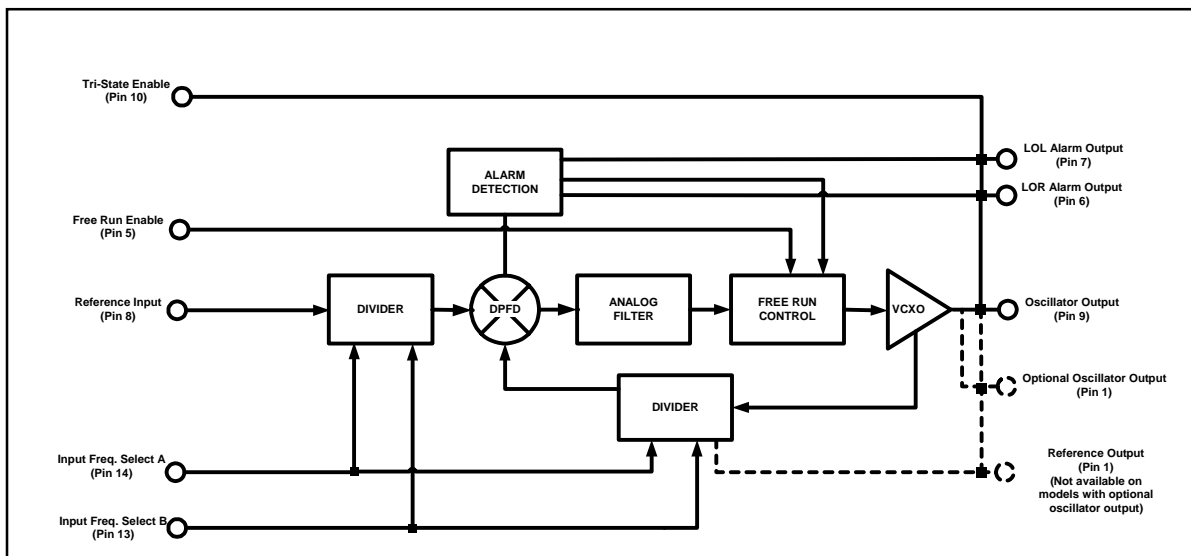 Tri-State Enable
(Pin 10)
ALARM
DETECTION
LOL Alarm Output
(Pin 7)
LOR Alarm Output
(Pin 6)
Free Run Enable
(Pin 5)
Reference Input
(Pin 8)
DIVIDER
DPFD
ANALOG
FILTER
FREE RUN
CONTROL
VCXO
Oscillator Output
(Pin 9)
Optional Oscillator Output
(Pin 1)
DIVIDER
Input Freq. Select A
(Pin 14)
Reference Output
(Pin 1)
(Not available on
models with optional
oscillator output)
Input Freq. Select B
(Pin 13)